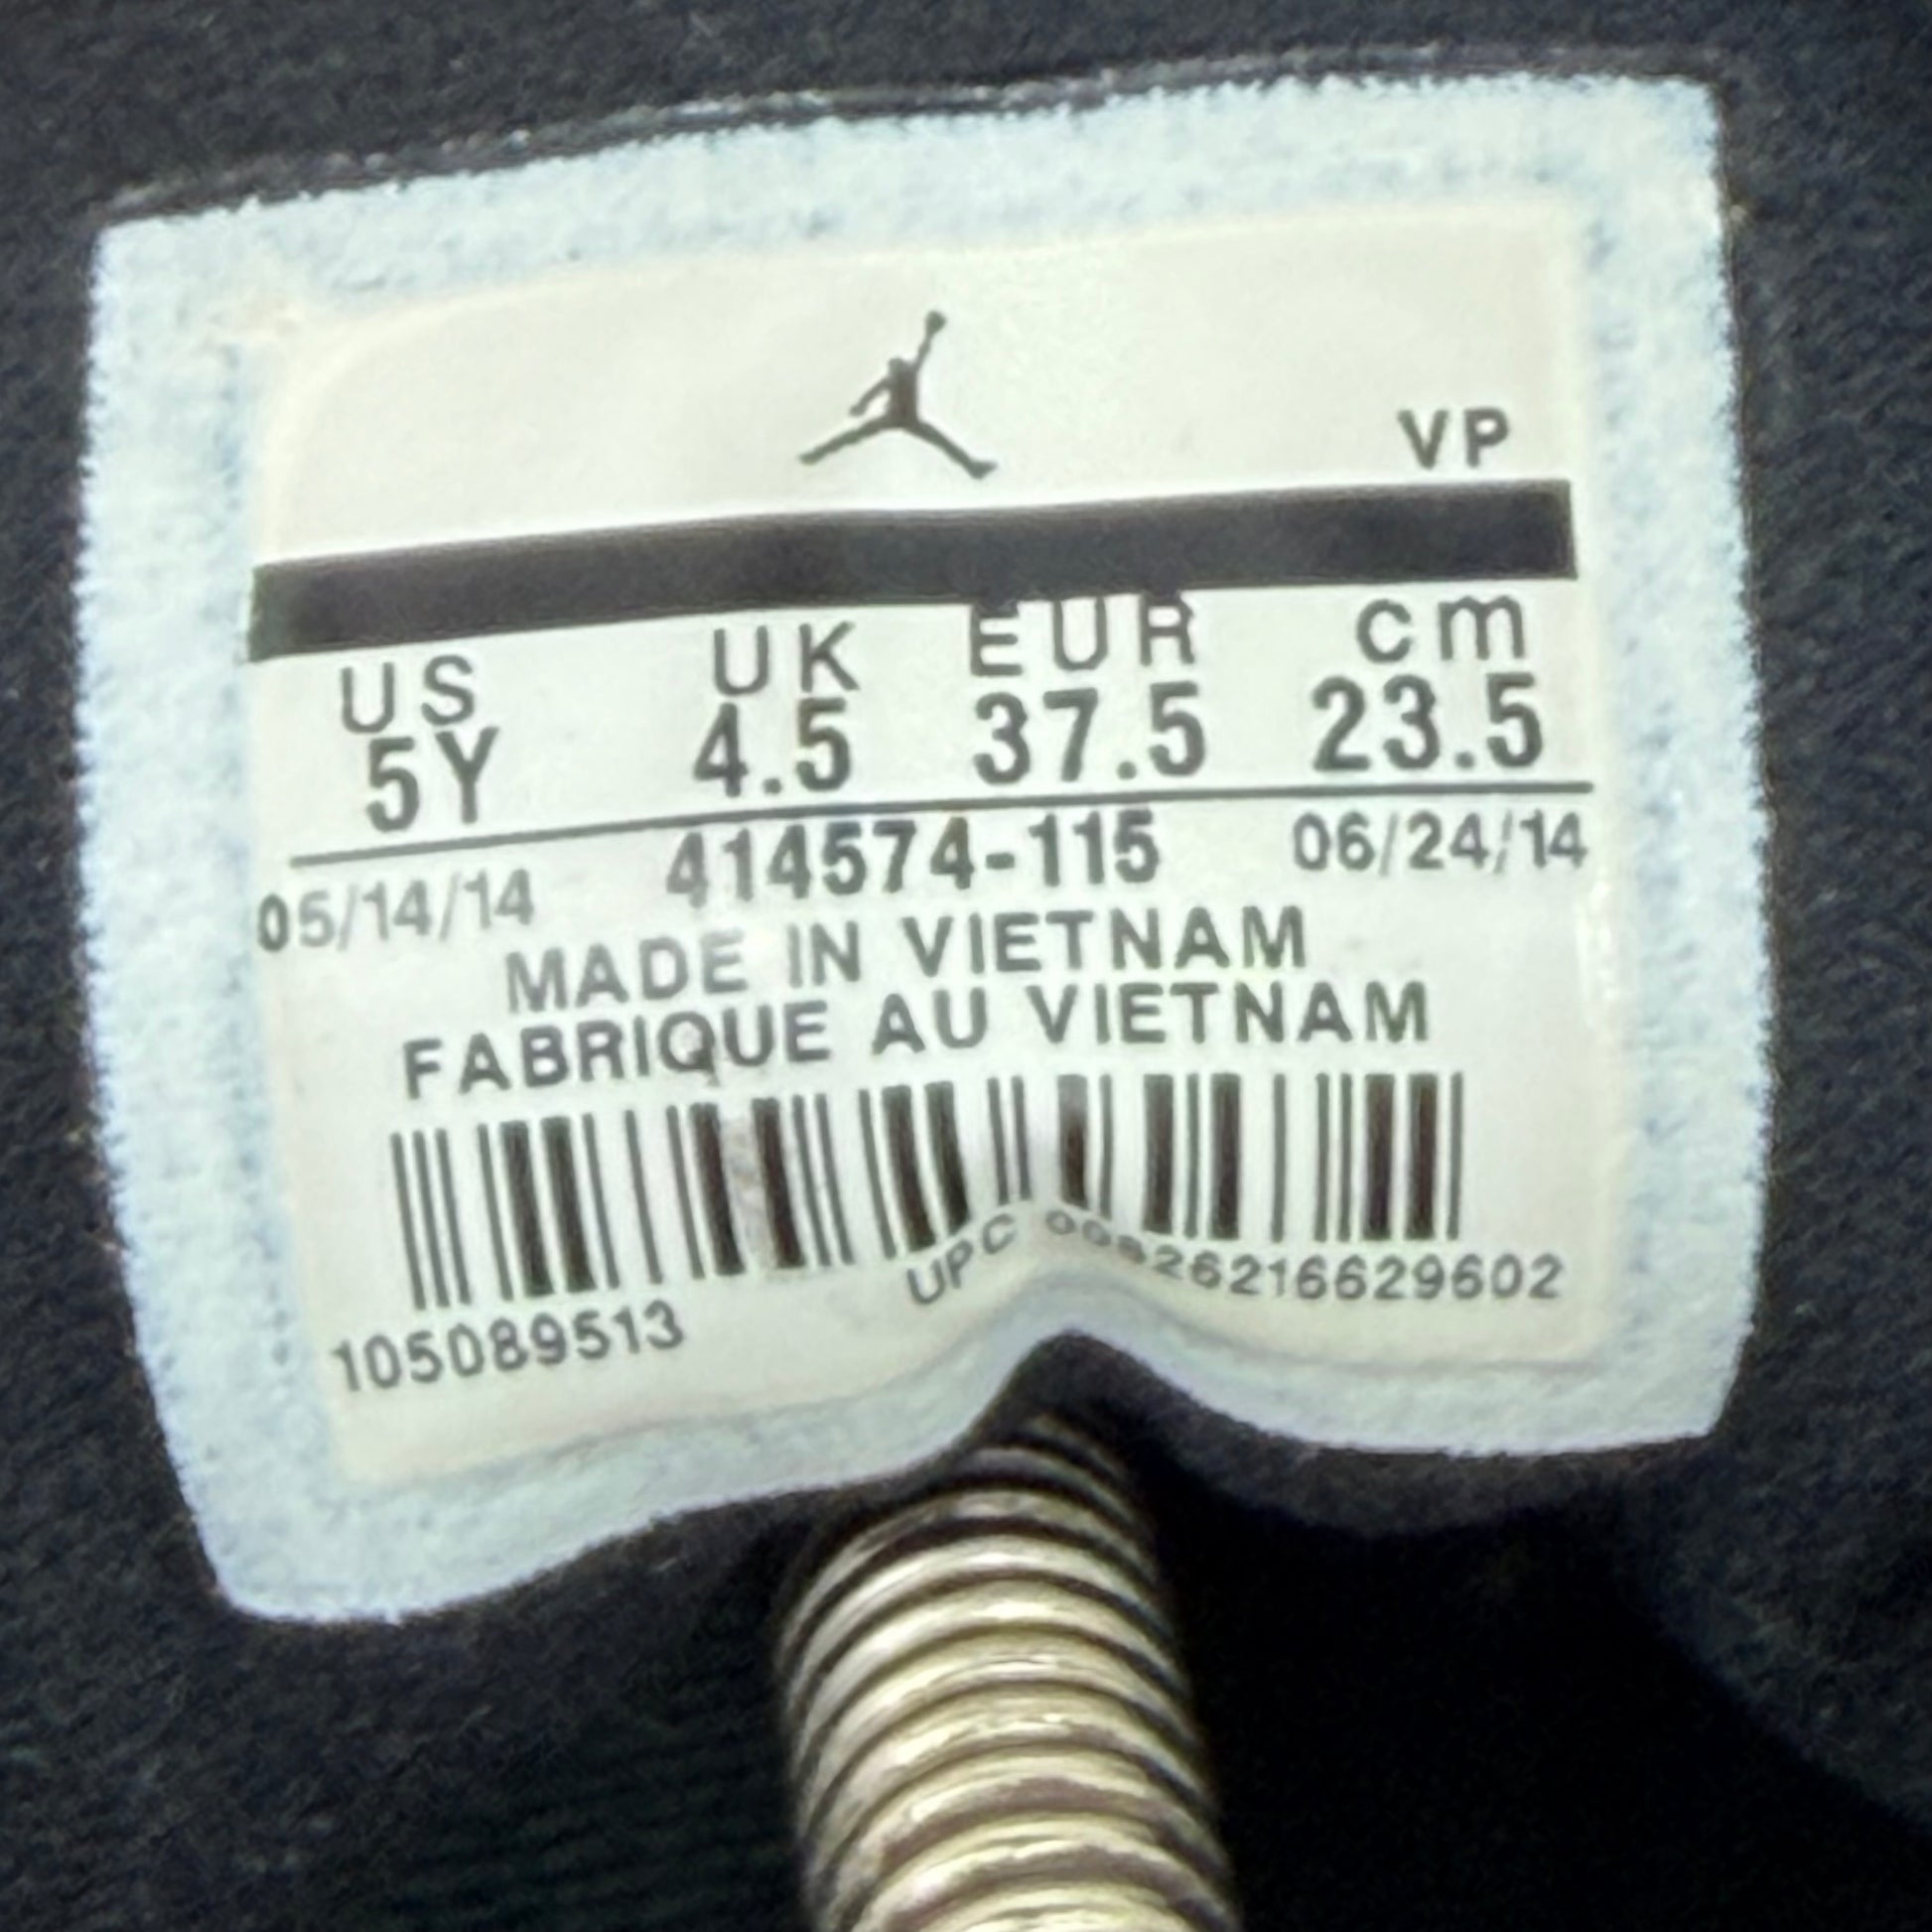 VP
US UK EUR cm
5Y 4.5 37.5 23.5
05/14/14 414574-115 06/24/14
MADE IN VIETNAM
FABRIQUE AU VIETNAM
105089513 UPC